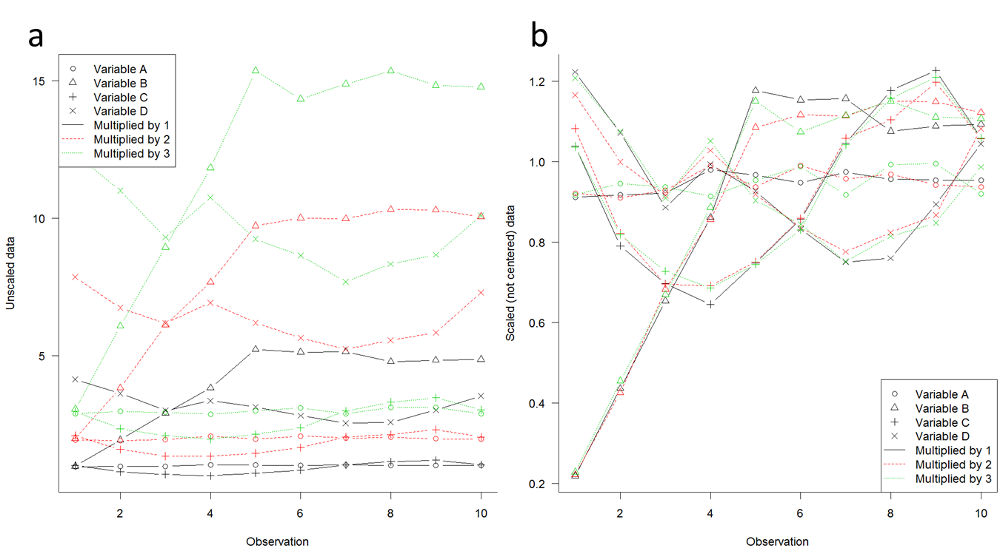 a
Variable A
Variable B
Variable C
Variable D
Multiplied by 1
Multiplied by 2
Multiplied by 3
15
10
5
Unscaled data
2 4 6 8 10
Observation
b
1.2
1.0
0.8
0.6
0.4
0.2
Scaled (not centered) data
Variable A
Variable B
Variable C
Variable D
Multiplied by 1
Multiplied by 2
Multiplied by 3
2 4 6 8 10
Observation